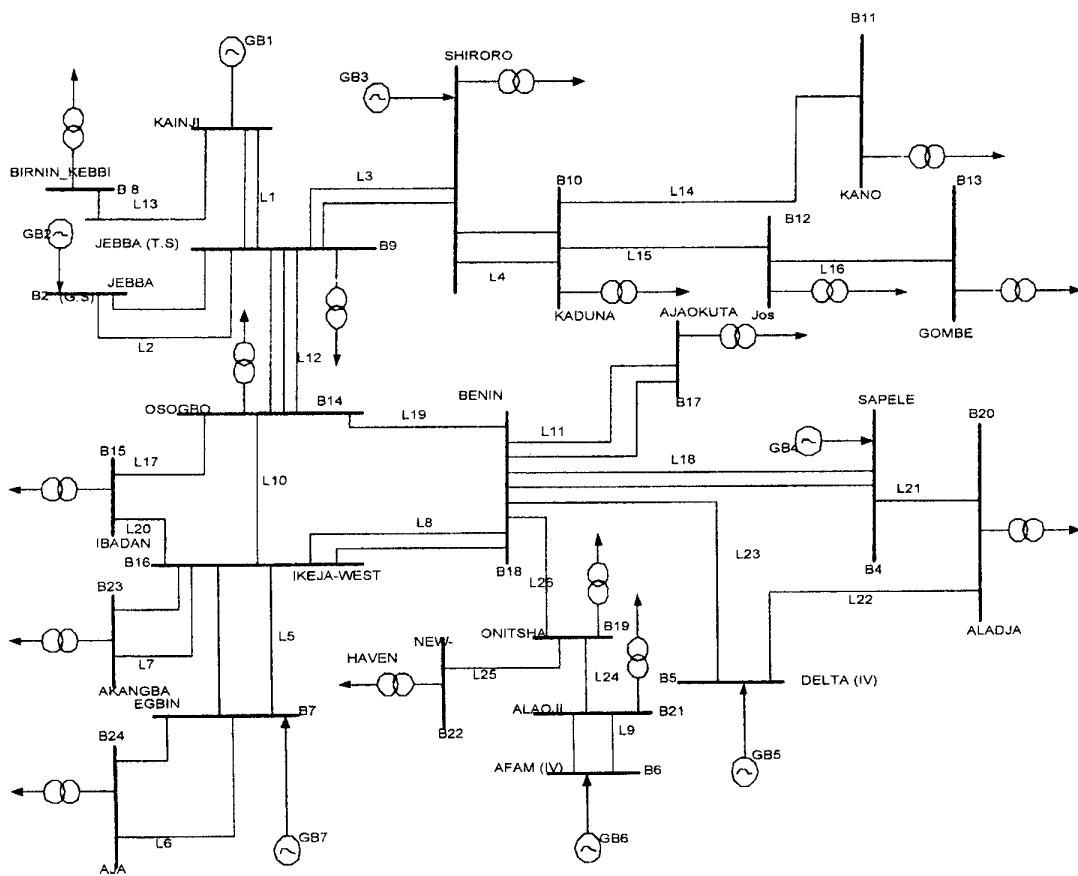 B11
GB1
SHIRORO
GB3
KAINJI
BIRNIN_KEBBI
B 8
L13
L1
L3
B10
L14
KANO
B13
GB2
JEBBA (T.S)
B9
B12
L15
L16
L4
JEBBA
B2 (G.S)
KADUNA
Jos
GOMBE
AJAOKUTA
L2
L12
BENIN
B17
SAPELE
B20
OSOGBO
B14
L19
L11
GB4
B15
L17
L18
L10
L21
L20
IBADAN
L8
B16
IKEJA-WEST
B18
L23
B4
B23
L26
L22
L5
ONITSHA
B19
ALADJA
NEW-
HAVEN
L7
L25
L24
B5
DELTA (IV)
AKANGBA
EGBIN
B7
B22
ALAOJI
B21
L9
B24
AFAM (IV)
B6
GB5
L6
GB7
GB6
AJA